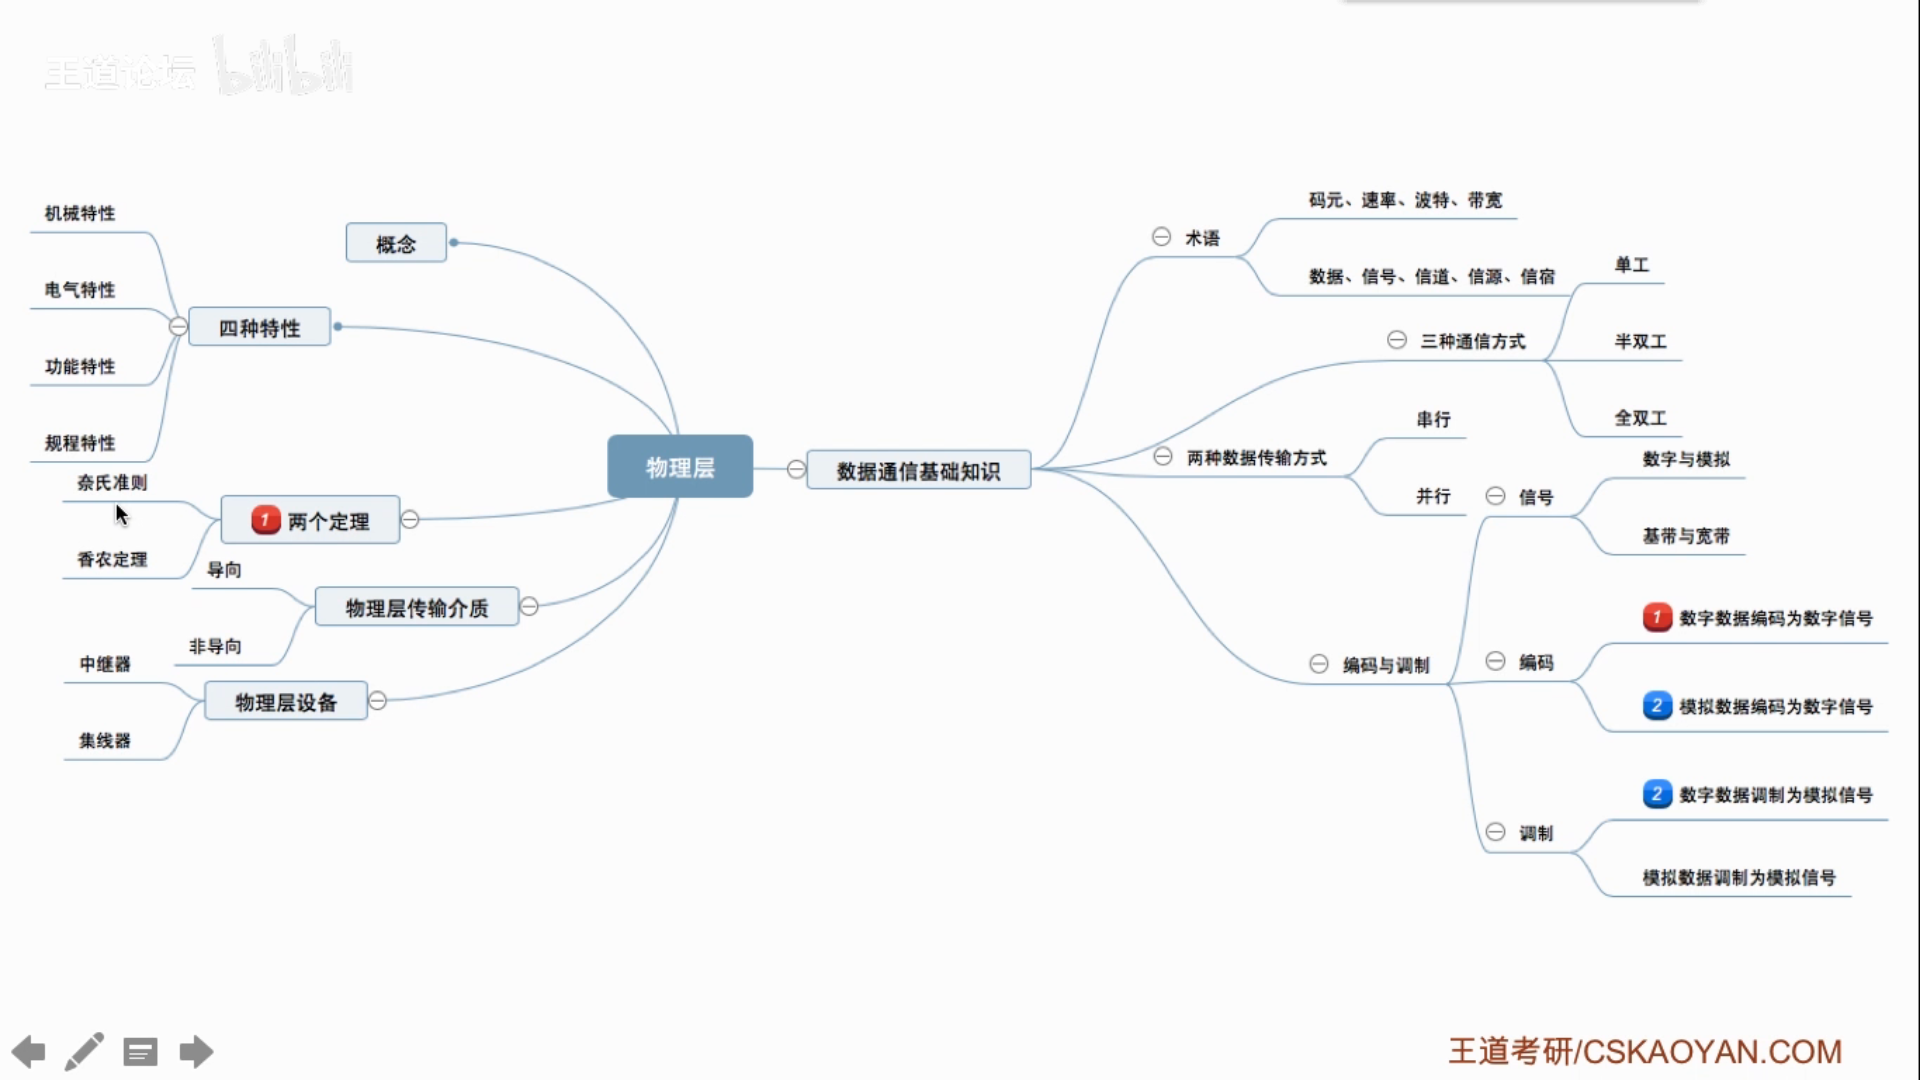 王道论坛 bilibili
机械特性
电气特性
功能特性
规程特性
四种特性
概念
奈氏准则
香农定理
1 两个定理
导向
非导向
物理层传输介质
中继器
集线器
物理层设备
物理层
数据通信基础知识
术语
码元、速率、波特、带宽
数据、信号、信道、信源、信宿
三种通信方式
单工
半双工
全双工
两种数据传输方式
串行
并行
编码与调制
信号
数字与模拟
基带与宽带
编码
1 数字数据编码为数字信号
2 模拟数据编码为数字信号
调制
2 数字数据调制为模拟信号
模拟数据调制为模拟信号
王道考研/CSKAOYAN.COM